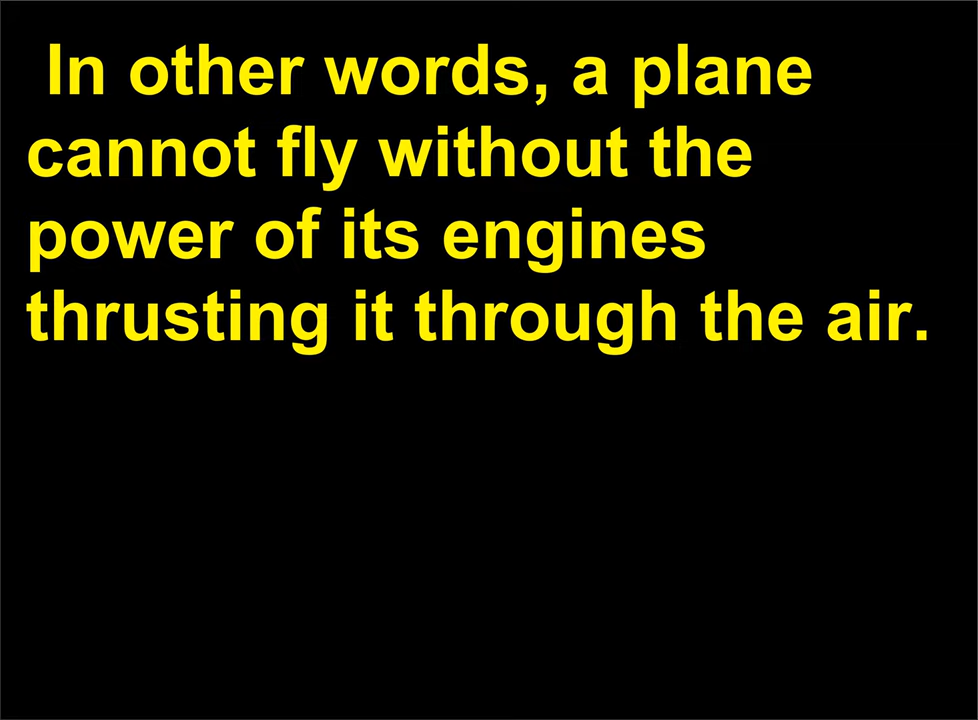 In other words, a plane
cannot fly without the
power of its engines
thrusting it through the air.